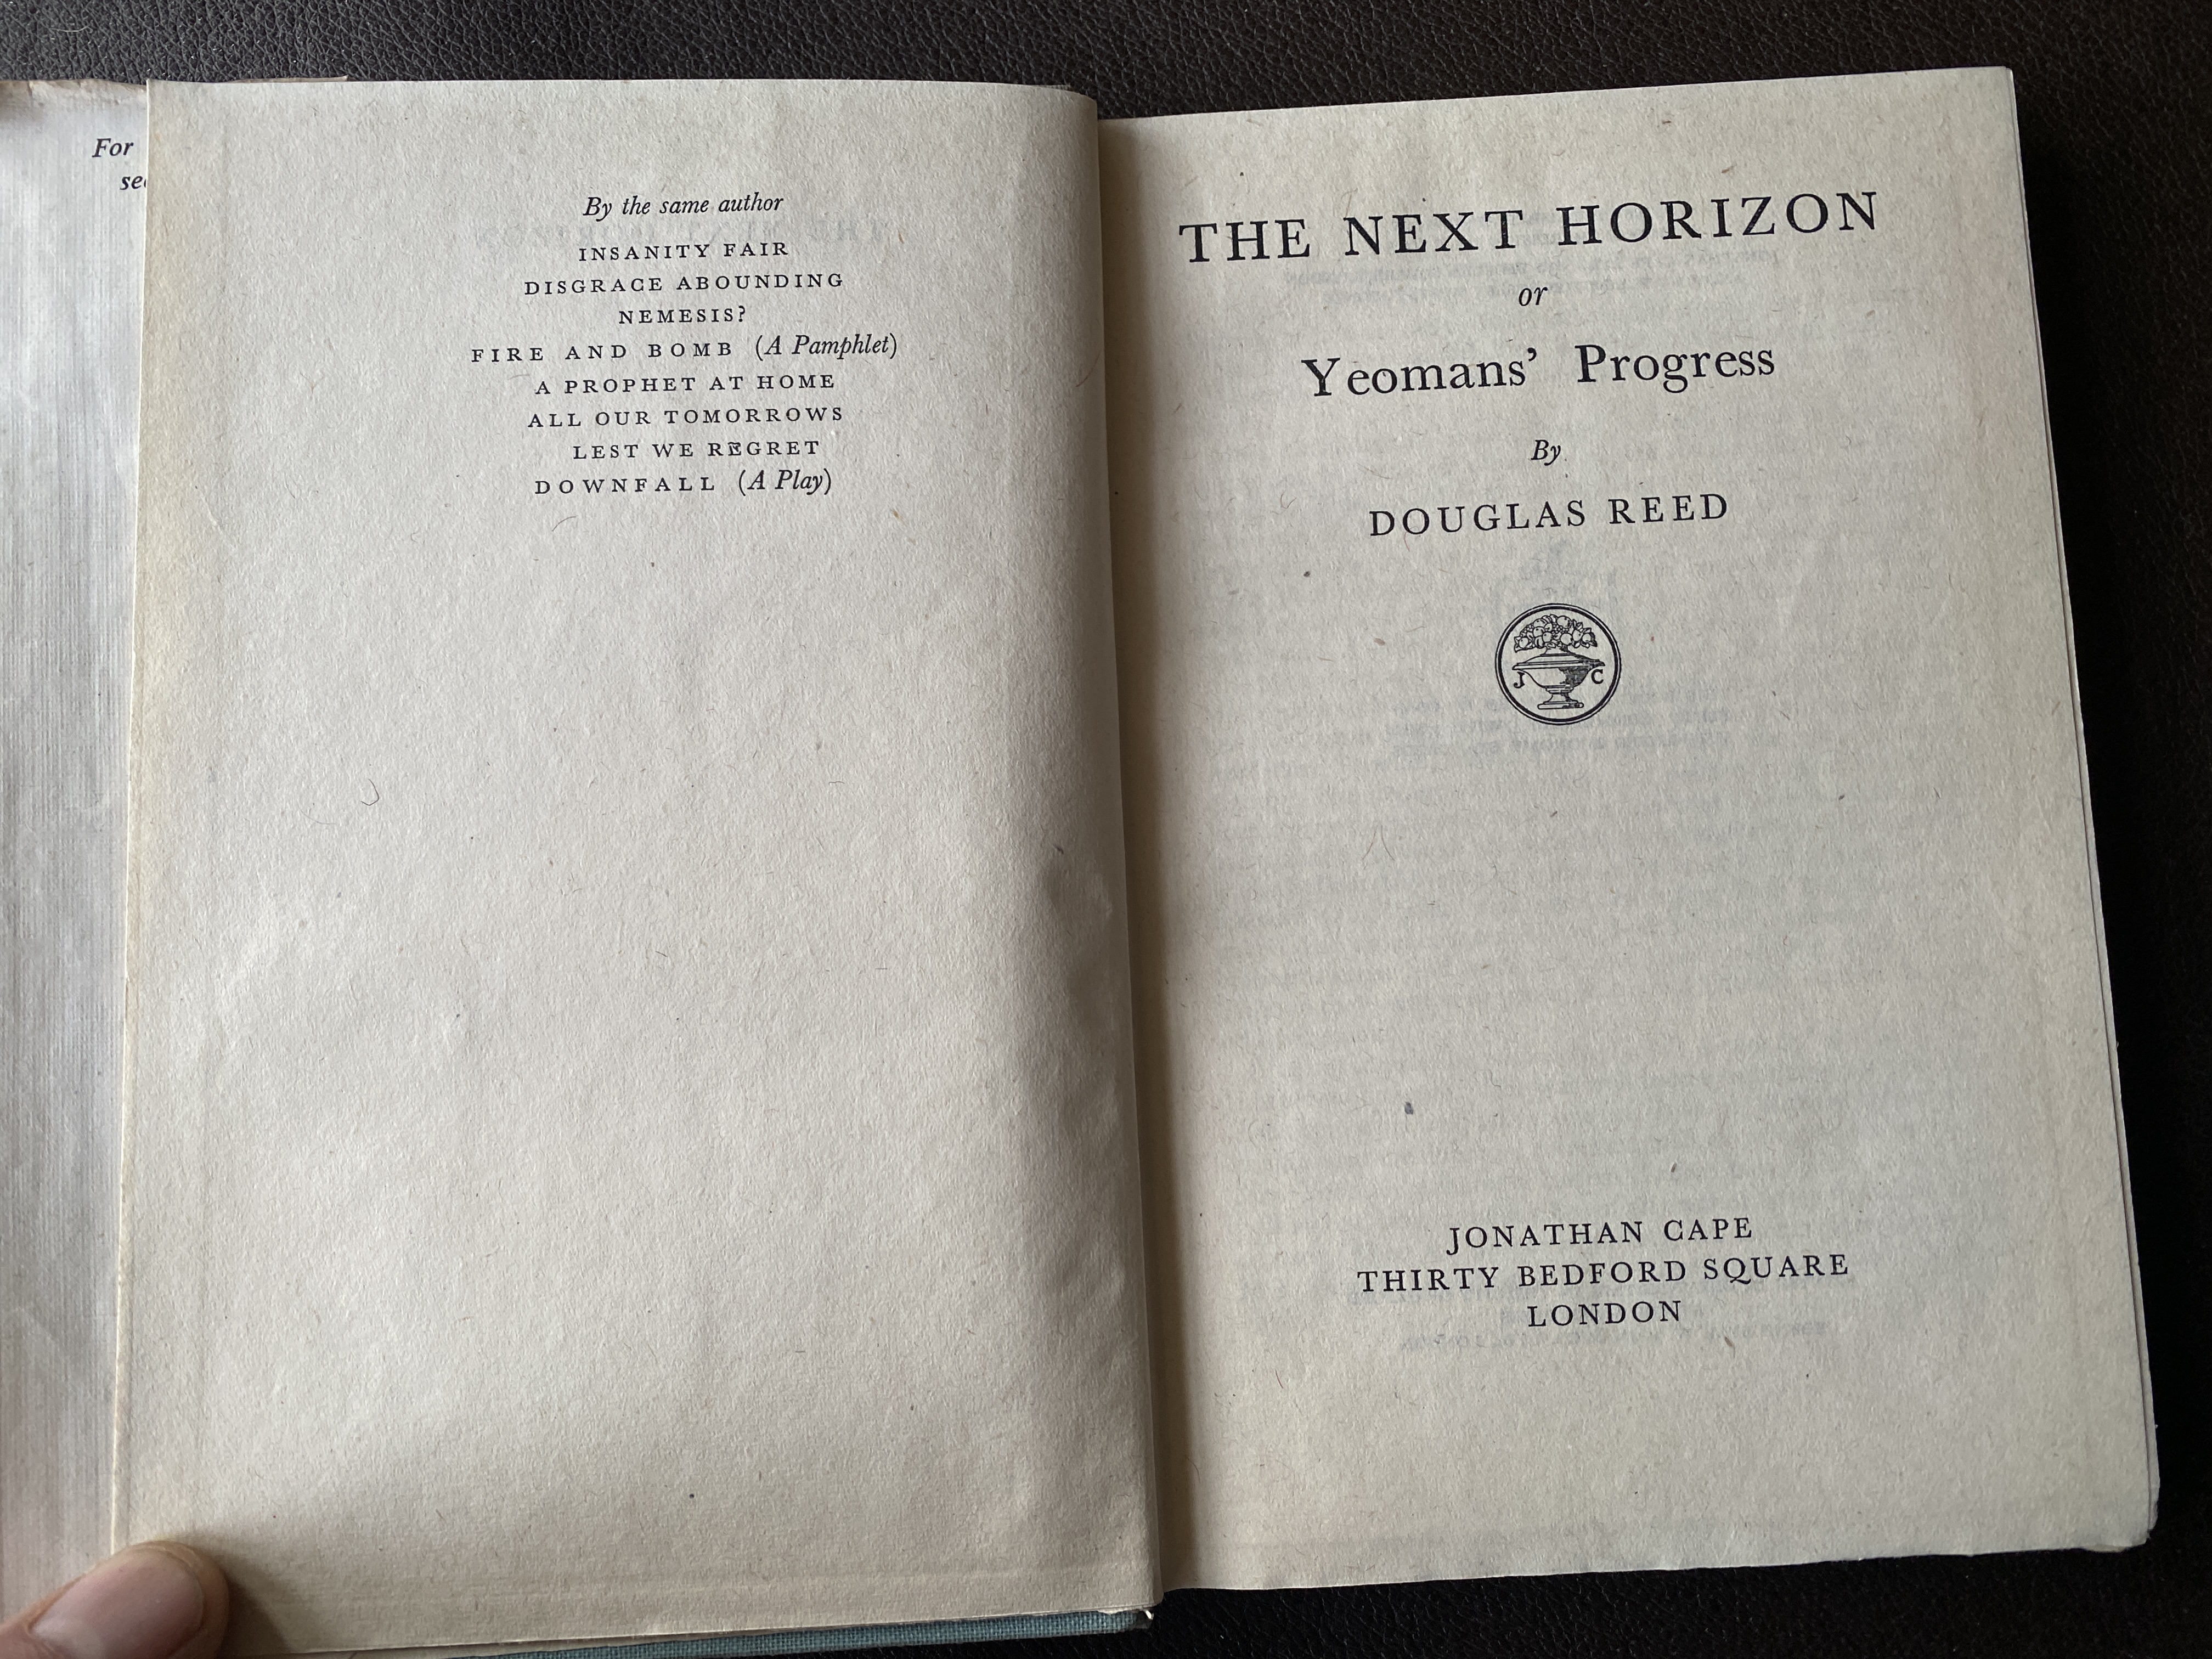 For
By the same author
INSANITY FAIR
DISGRACE ABOUNDING
NEMESIS?
FIRE AND BOMB (A Pamphlet)
A PROPHET AT HOME
ALL OUR TOMORROWS
LEST WE REGRET
DOWNFALL (A Play)
THE NEXT HORIZON
or
Yeomans’ Progress
By
DOUGLAS REED
J C
JONATHAN CAPE
THIRTY BEDFORD SQUARE
LONDON